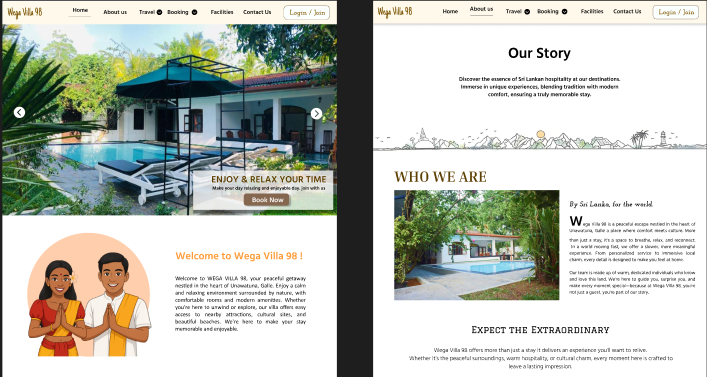 Wega Villa 98
Home
About us
Travel
Booking
Facilities
Contact Us
Login / Join
ENJOY & RELAX YOUR TIME
Make your day relaxing and enjoyable day. join with us
Book Now
Welcome to Wega Villa 98 !
Welcome to WEGA VILLA 98, your peaceful getaway
nestled in the heart of Unawatuna, Galle. Enjoy a calm
and relaxing environment surrounded by nature, with
comfortable rooms and modern amenities. Whether
you're here to unwind or explore, our villa offers easy
access to nearby attractions, cultural sites, and
beautiful beaches. We're here to make your stay
memorable and enjoyable.
Wega Villa 98
Home
About us
Travel
Booking
Facilities
Contact Us
Login / Join
Our Story
Discover the essence of Sri Lankan hospitality at our destinations.
Immerse in unique experiences, blending tradition with modern
comfort, ensuring a truly memorable stay.
WHO WE ARE
By Sri Lanka, for the world.
Wega Villa 98 is a peaceful escape nestled in the heart of
Unawatuna, Galle a place where comfort meets culture. More
than just a stay, it's a space to breathe, relax, and reconnect.
In a world moving fast, we offer a slower, more meaningful
experience. From personalized service to immersive local
charm, every detail is designed to make you feel at home.
Our team is made up of warm, dedicated individuals who know
and love this land. We're here to guide you, surprise you, and
make every moment special—because at Wega Villa 98, you're
not just a guest, you're part of our story.
EXPECT THE EXTRAORDINARY
Wega Villa 98 offers more than just a stay it delivers an experience you'll want to relive.
Whether it's the peaceful surroundings, warm hospitality, or cultural charm, every moment here is crafted to
leave a lasting impression.